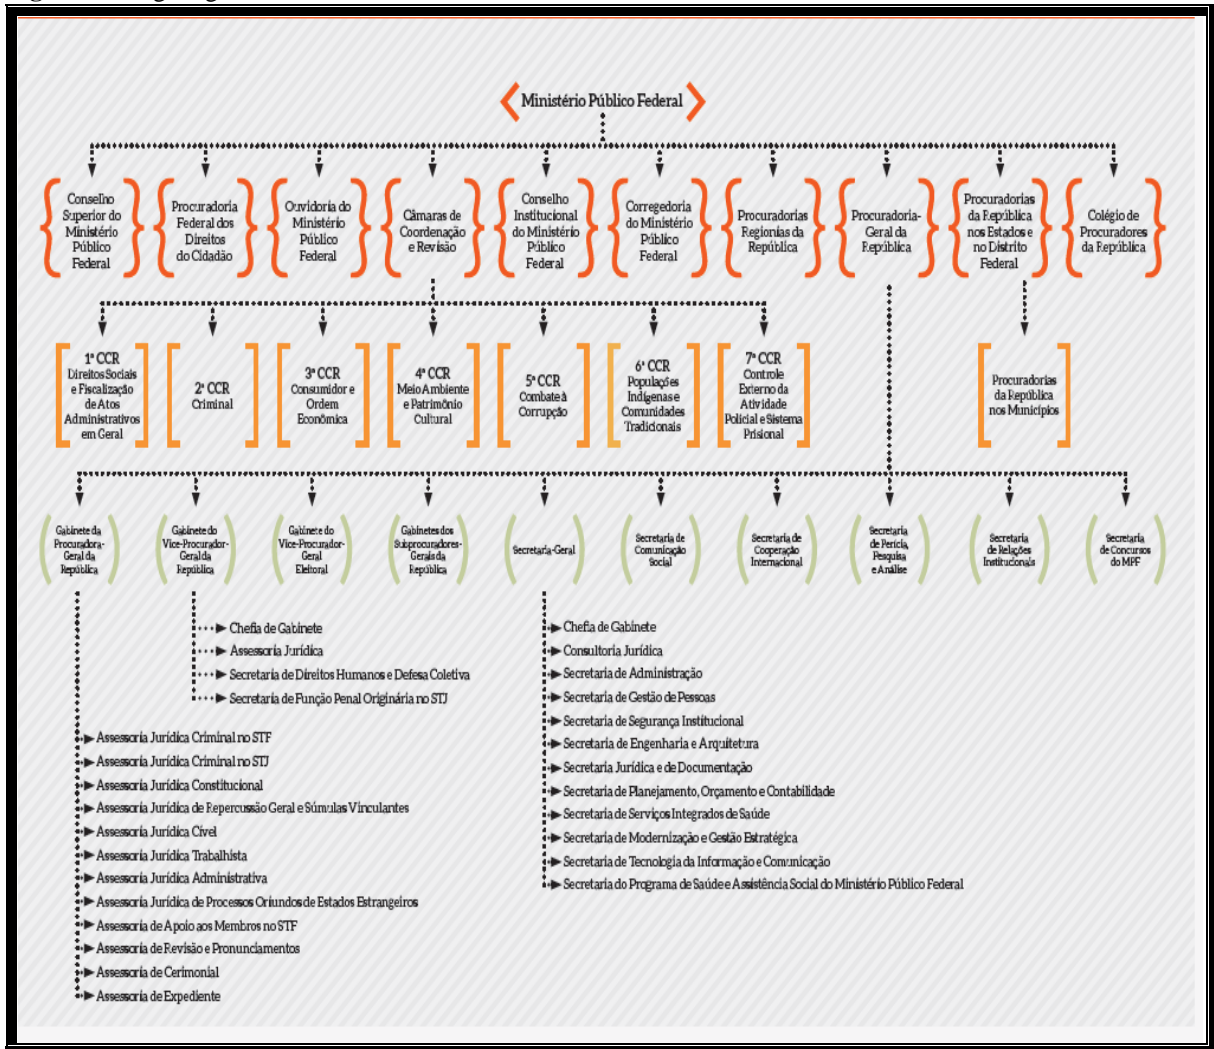 Ministério Público Federal
Conselho
Superior do
Ministério
Público
Federal
Procuradoria
Federal dos
Direitos
do Cidadão
Ouvidoria do
Ministério
Público
Federal
Câmaras de
Coordenação
e Revisão
Conselho
Institucional
do Ministério
Público
Federal
Corregedoria
do Ministério
Público
Federal
Procuradorias
Regionias da
República
Procuradoria-
Geral da
República
Procuradorias
da República
nos Estados e
no Distrito
Federal
Colégio de
Procuradores
da República
1ª CCR
Direitos Sociais
e Fiscalização
de Atos
Administrativos
em Geral
2ª CCR
Criminal
3ª CCR
Consumidor e
Ordem
Econômica
4ª CCR
Meio Ambiente
e Patrimônio
Cultural
5ª CCR
Combate à
Corrupção
6ª CCR
Populações
Indígenas e
Comunidades
Tradicionais
7ª CCR
Controle
Externo da
Atividade
Policial e Sistema
Prisional
Procuradorias
da República
nos Municípios
Gabinete da
Procuradora-
Geral da
República
Gabinete do
Vice-Procurador-
Geral da
República
Gabinete do
Vice-Procurador-
Geral
Eleitoral
Gabinetes dos
Subprocuradores-
Gerais da
República
Secretaria-Geral
Secretaria de
Comunicação
Social
Secretaria de
Cooperação
Internacional
Secretaria
de Perícia,
Pesquisa
e Análise
Secretaria
de Relações
Institucionais
Secretaria
de Concursos
do MPF
Chefia de Gabinete
Assessoria Jurídica
Secretaria de Direitos Humanos e Defesa Coletiva
Secretaria de Função Penal Originária no STJ
Assessoria Jurídica Criminal no STF
Assessoria Jurídica Criminal no STJ
Assessoria Jurídica Constitucional
Assessoria Jurídica de Repercussão Geral e Súmulas Vinculantes
Assessoria Jurídica Cível
Assessoria Jurídica Trabalhista
Assessoria Jurídica Administrativa
Assessoria Jurídica de Processos Oriundos de Estados Estrangeiros
Assessoria de Apoio aos Membros no STF
Assessoria de Revisão e Pronunciamentos
Assessoria de Cerimonial
Assessoria de Expediente
Chefia de Gabinete
Consultoria Jurídica
Secretaria de Administração
Secretaria de Gestão de Pessoas
Secretaria de Segurança Institucional
Secretaria de Engenharia e Arquitetura
Secretaria Jurídica e de Documentação
Secretaria de Planejamento, Orçamento e Contabilidade
Secretaria de Serviços Integrados de Saúde
Secretaria de Modernização e Gestão Estratégica
Secretaria de Tecnologia da Informação e Comunicação
Secretaria do Programa de Saúde e Assistência Social do Ministério Público Federal